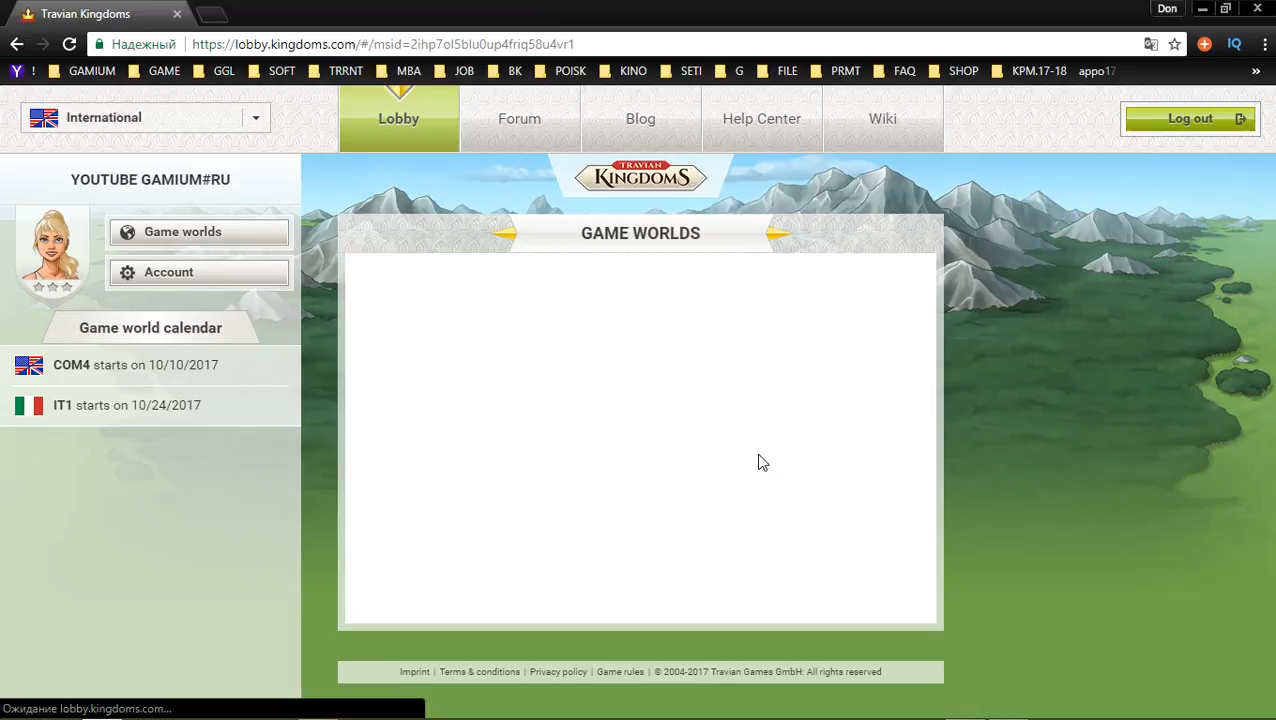 Travian Kingdoms
Don
Надежный
https://lobby.kingdoms.com/#/msid=2ihp7ol5blu0up4friq58u4vr1
IQ
! GAMIUM GAME GGL SOFT TRRNT MBA JOB BK POISK KINO SETI G FILE PRMT FAQ SHOP KPM.17-18 appo17 »
International
Lobby
Forum
Blog
Help Center
Wiki
Log out
YOUTUBE GAMIUM#RU
TRAVIAN
KINGDOMS
Game worlds
GAME WORLDS
Account
Game world calendar
COM4 starts on 10/10/2017
IT1 starts on 10/24/2017
Imprint | Terms & conditions | Privacy policy | Game rules | © 2004-2017 Travian Games GmbH: All rights reserved
Ожидание lobby.kingdoms.com...